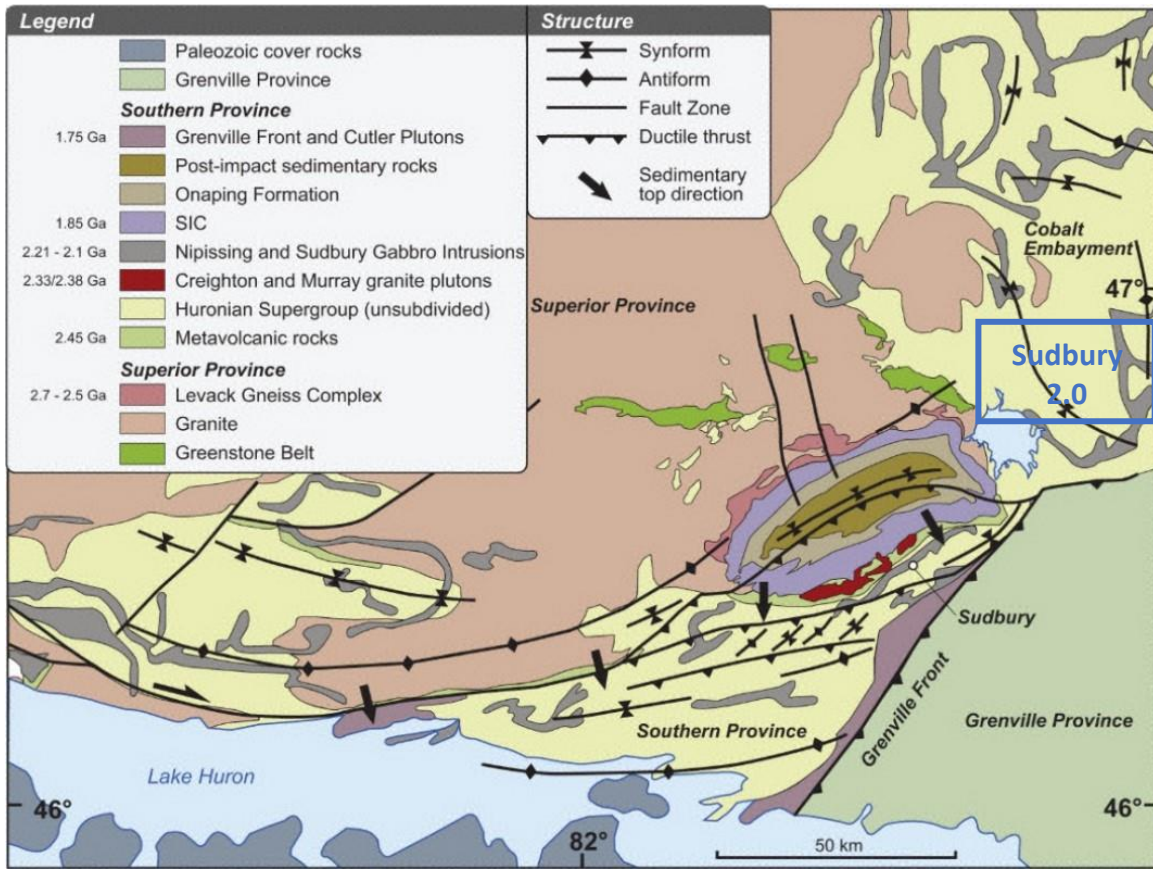 Legend
Paleozoic cover rocks
Grenville Province
Southern Province
1.75 Ga Grenville Front and Cutler Plutons
Post-impact sedimentary rocks
Onaping Formation
1.85 Ga SIC
2.21 - 2.1 Ga Nipissing and Sudbury Gabbro Intrusions
2.33/2.38 Ga Creighton and Murray granite plutons
Huronian Supergroup (unsubdivided)
2.45 Ga Metavolcanic rocks
Superior Province
2.7 - 2.5 Ga Levack Gneiss Complex
Granite
Greenstone Belt
Structure
Synform
Antiform
Fault Zone
Ductile thrust
Sedimentary
top direction
Cobalt
Embayment
47°
Superior Province
Sudbury
2.0
Sudbury
Grenville Front
Grenville Province
Southern Province
Lake Huron
46°
46°
82°
50 km